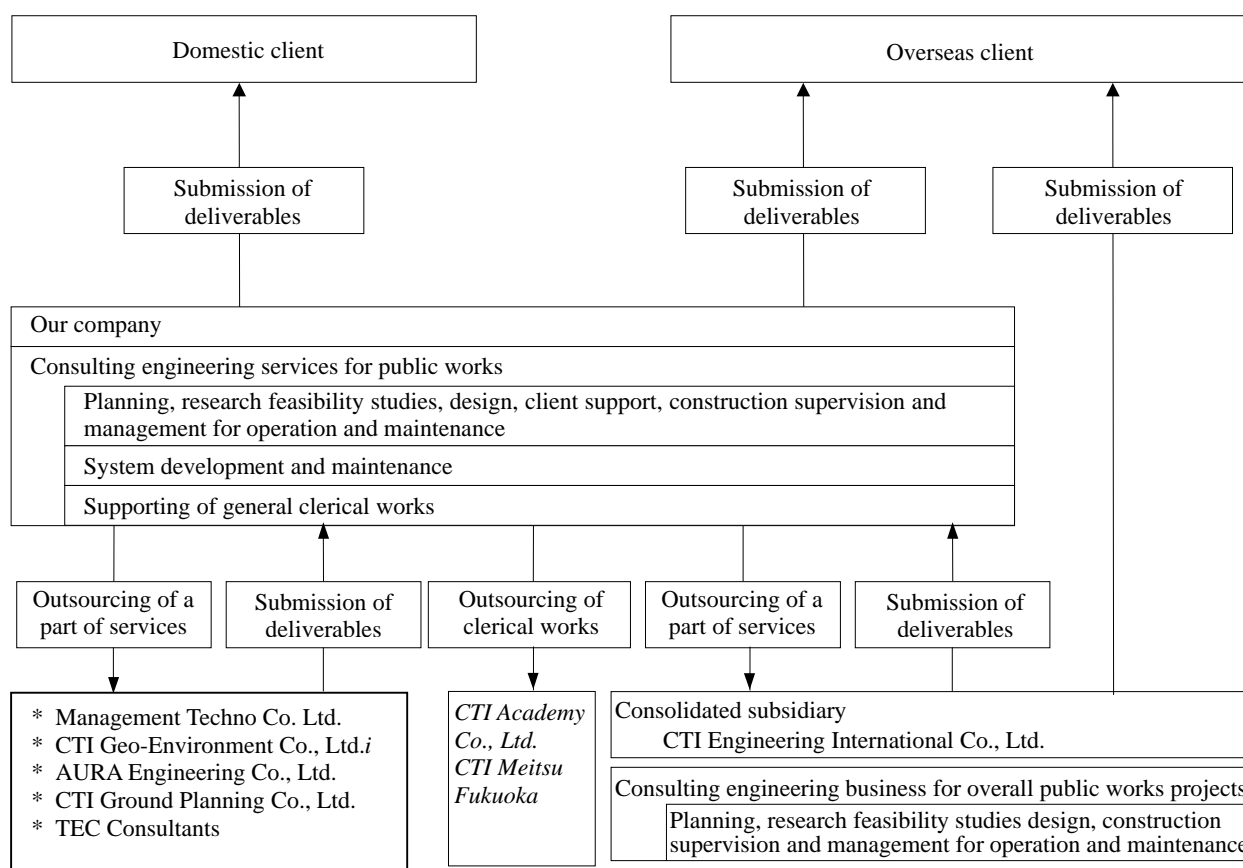 Domestic client
Overseas client
Submission of
deliverables
Submission of
deliverables
Submission of
deliverables
Our company
Consulting engineering services for public works
Planning, research feasibility studies, design, client support, construction supervision and
management for operation and maintenance
System development and maintenance
Supporting of general clerical works
Outsourcing of a
part of services
Submission of
deliverables
Outsourcing of
clerical works
Outsourcing of a
part of services
Submission of
deliverables
* Management Techno Co. Ltd.
* CTI Geo-Environment Co., Ltd.i
* AURA Engineering Co., Ltd.
* CTI Ground Planning Co., Ltd.
* TEC Consultants
CTI Academy
Co., Ltd.
CTI Meitsu
Fukuoka
Consolidated subsidiary
CTI Engineering International Co., Ltd.
Consulting engineering business for overall public works projects
Planning, research feasibility studies design, construction
supervision and management for operation and maintenance